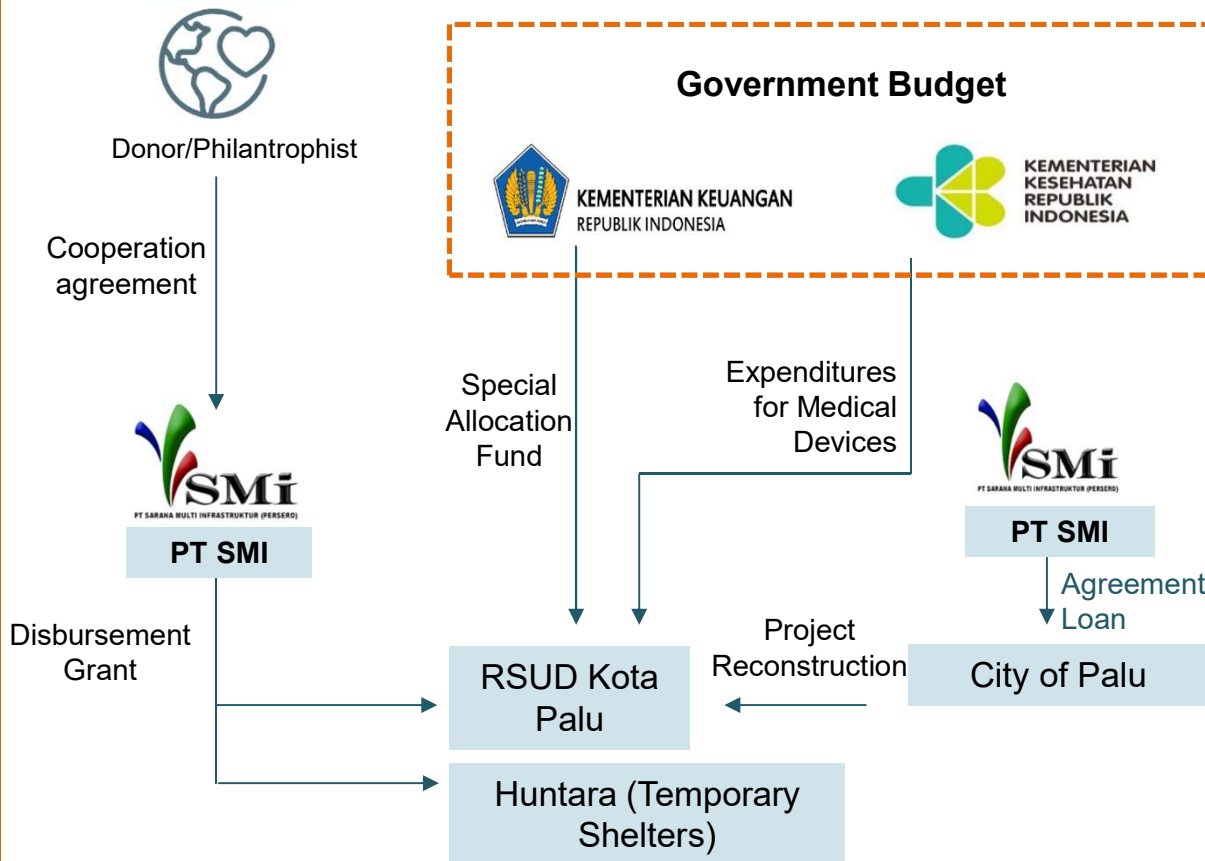 Donor/Philantrophist
Cooperation
agreement
PT SARANA MULTI INFRASTRUKTUR (PERSERO)
SMi
PT SMI
Disbursement
Grant
Government Budget
KEMENTERIAN KEUANGAN
REPUBLIK INDONESIA
KEMENTERIAN
KESEHATAN
REPUBLIK
INDONESIA
Special
Allocation
Fund
Expenditures
for Medical
Devices
SMi
PT SARANA MULTI INFRASTRUKTUR (PERSERO)
PT SMI
Agreement
Loan
City of Palu
Project
Reconstruction
RSUD Kota
Palu
Huntara (Temporary
Shelters)